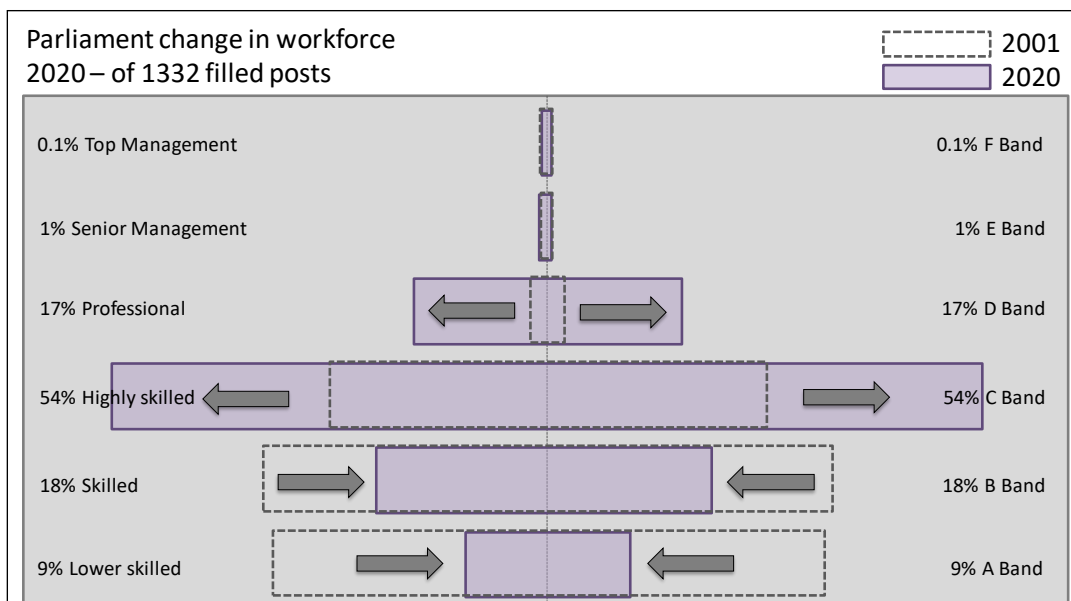 Parliament change in workforce
2020 – of 1332 filled posts
2001
2020
0.1% Top Management
0.1% F Band
1% Senior Management
1% E Band
17% Professional
17% D Band
54% Highly skilled
54% C Band
18% Skilled
18% B Band
9% Lower skilled
9% A Band